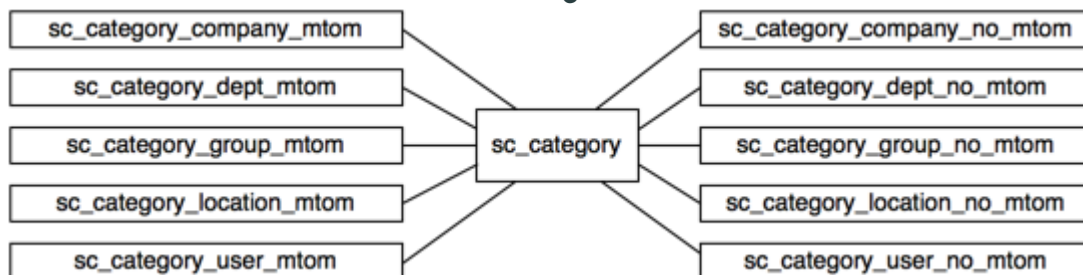 sc_category_company_mtom
sc_category_company_no_mtom
sc_category_dept_mtom
sc_category_dept_no_mtom
sc_category
sc_category_group_mtom
sc_category_group_no_mtom
sc_category_location_mtom
sc_category_location_no_mtom
sc_category_user_mtom
sc_category_user_no_mtom